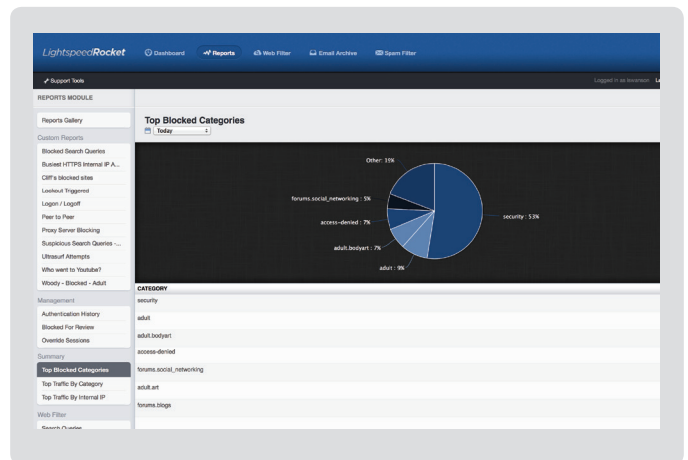 LightspeedRocket
Dashboard
Reports
Web Filter
Email Archive
Spam Filter
Support Tools
Logged in as
REPORTS MODULE
Reports Gallery
Custom Reports
Blocked Search Queries
Busiest HTTPS Internal IP A...
Cliff's blocked sites
Lockout Triggered
Logon / Logoff
Peer to Peer
Proxy Server Blocking
Suspicious Search Queries -...
Ultrasurf Attempts
Who went to Youtube?
Woody - Blocked - Adult
Management
Authentication History
Blocked For Review
Override Sessions
Summary
Top Blocked Categories
Top Traffic By Category
Top Traffic By Internal IP
Web Filter
Search Queries
Top Blocked Categories
Today
Other: 19%
forums.social_networking : 5%
access-denied : 7%
adult.bodyart : 7%
adult : 9%
security : 53%
CATEGORY
security
adult
adult.bodyart
access-denied
forums.social_networking
adult.art
forums.blogs